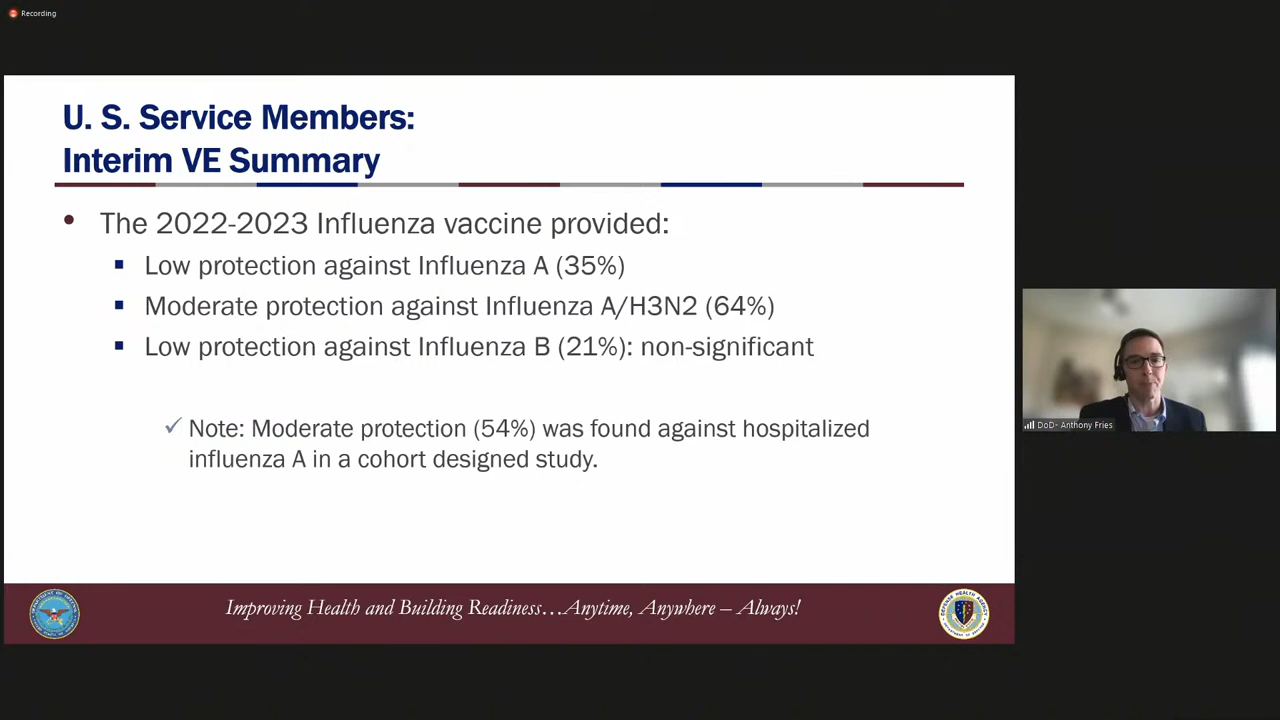 Recording
U. S. Service Members:
Interim VE Summary
• The 2022-2023 Influenza vaccine provided:
▪ Low protection against Influenza A (35%)
▪ Moderate protection against Influenza A/H3N2 (64%)
▪ Low protection against Influenza B (21%): non-significant
✓ Note: Moderate protection (54%) was found against hospitalized
influenza A in a cohort designed study.
DoD- Anthony Fries
Improving Health and Building Readiness…Anytime, Anywhere – Always!